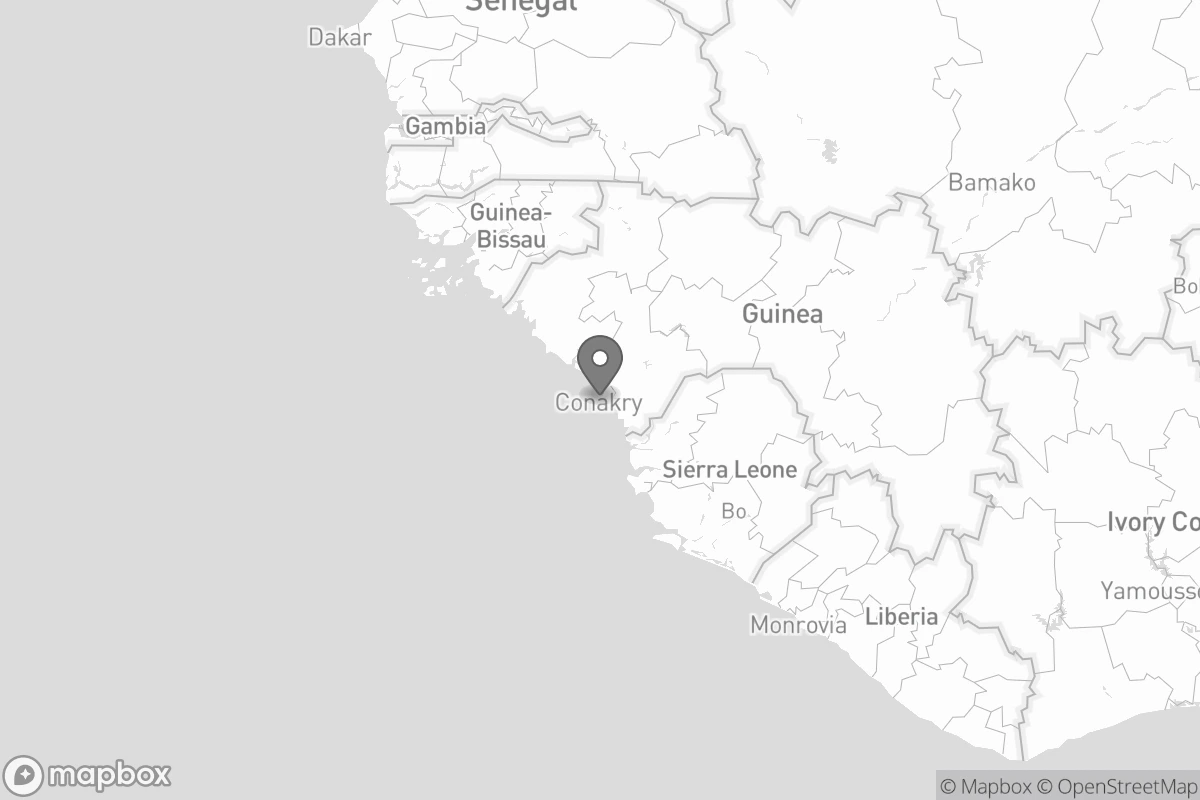 Senegal
Dakar
Gambia
Bamako
Guinea-
Bissau
Bo
Guinea
Conakry
Sierra Leone
Bo
Ivory Co
Yamousso
Liberia
Monrovia
mapbox
© Mapbox © OpenStreetMap